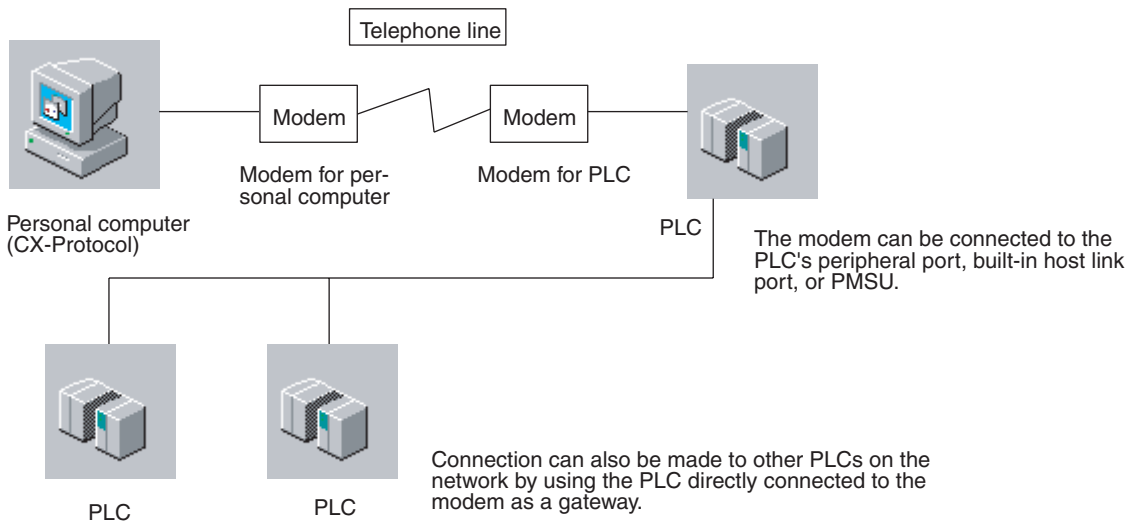 Telephone line
Modem
Modem
Modem for per-
sonal computer
Modem for PLC
Personal computer
(CX-Protocol)
PLC
The modem can be connected to the
PLC's peripheral port, built-in host link
port, or PMSU.
PLC
PLC
Connection can also be made to other PLCs on the
network by using the PLC directly connected to the
modem as a gateway.